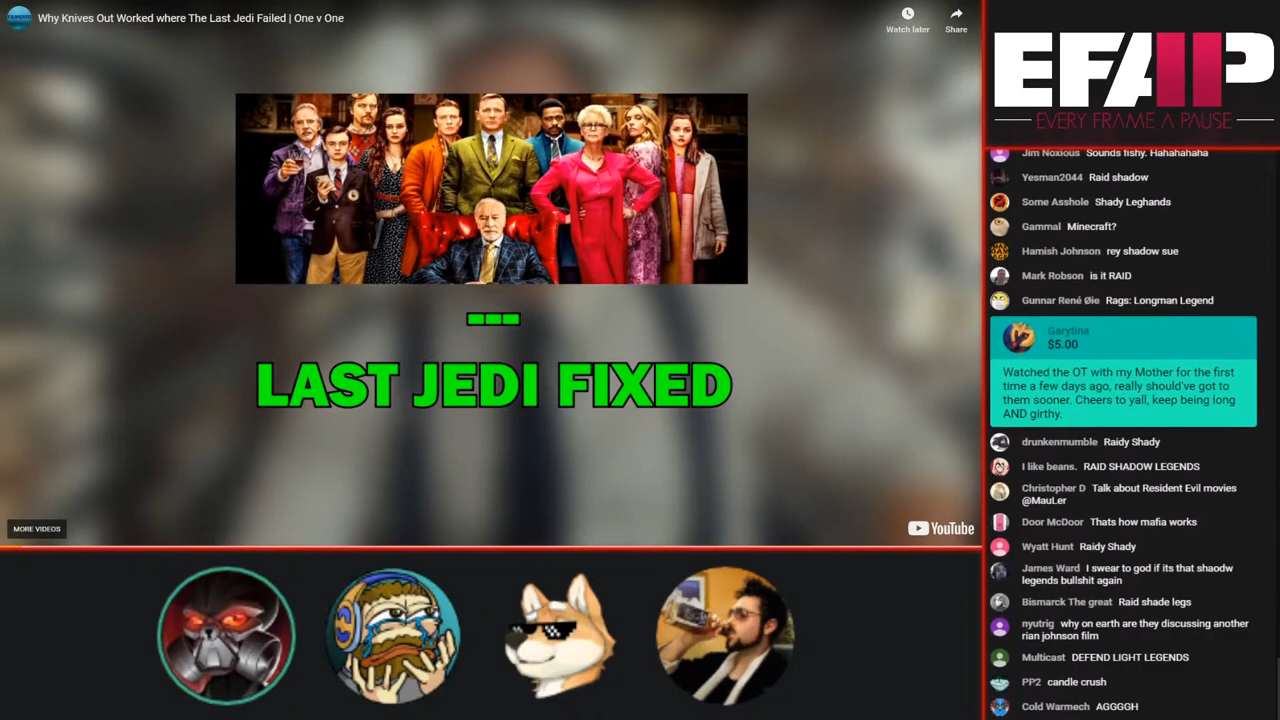 Why Knives Out Worked where The Last Jedi Failed | One v One
Watch later
Share
---
LAST JEDI FIXED
MORE VIDEOS
YouTube
EFAP
EVERY FRAME A PAUSE
Jim Noxious Sounds fishy. Hahahahaha
Yesman2044 Raid shadow
Some Asshole Shady Leghands
Gammal Minecraft?
Hamish Johnson rey shadow sue
Mark Robson is it RAID
Gunnar René Øie Rags: Longman Legend
Garytina
$5.00
Watched the OT with my Mother for the first
time a few days ago, really should've got to
them sooner. Cheers to yall, keep being long
AND girthy.
drunkenmumble Raidy Shady
I like beans. RAID SHADOW LEGENDS
Christopher D Talk about Resident Evil movies
@MauLer
Door McDoor Thats how mafia works
Wyatt Hunt Raidy Shady
James Ward I swear to god if its that shaodw
legends bullshit again
Bismarck The great Raid shade legs
nyutrig why on earth are they discussing another
rian johnson film
Multicast DEFEND LIGHT LEGENDS
PP2 candle crush
Cold Warmech AGGGGH